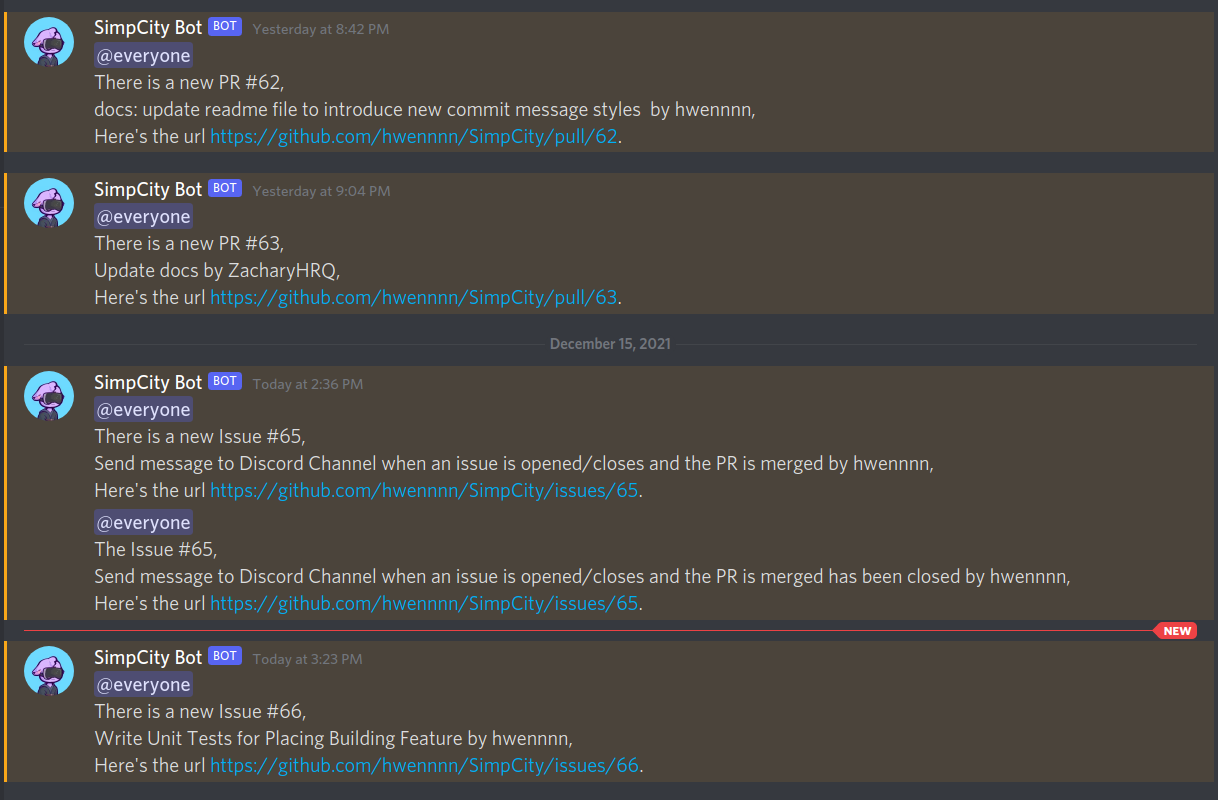 SimpCity Bot BOT Yesterday at 8:42 PM
@everyone
There is a new PR #62,
docs: update readme file to introduce new commit message styles  by hwennnn,
Here's the url https://github.com/hwennnn/SimpCity/pull/62.
SimpCity Bot BOT Yesterday at 9:04 PM
@everyone
There is a new PR #63,
Update docs by ZacharyHRQ,
Here's the url https://github.com/hwennnn/SimpCity/pull/63.
December 15, 2021
SimpCity Bot BOT Today at 2:36 PM
@everyone
There is a new Issue #65,
Send message to Discord Channel when an issue is opened/closes and the PR is merged by hwennnn,
Here's the url https://github.com/hwennnn/SimpCity/issues/65.
@everyone
The Issue #65,
Send message to Discord Channel when an issue is opened/closes and the PR is merged has been closed by hwennnn,
Here's the url https://github.com/hwennnn/SimpCity/issues/65.
NEW
SimpCity Bot BOT Today at 3:23 PM
@everyone
There is a new Issue #66,
Write Unit Tests for Placing Building Feature by hwennnn,
Here's the url https://github.com/hwennnn/SimpCity/issues/66.